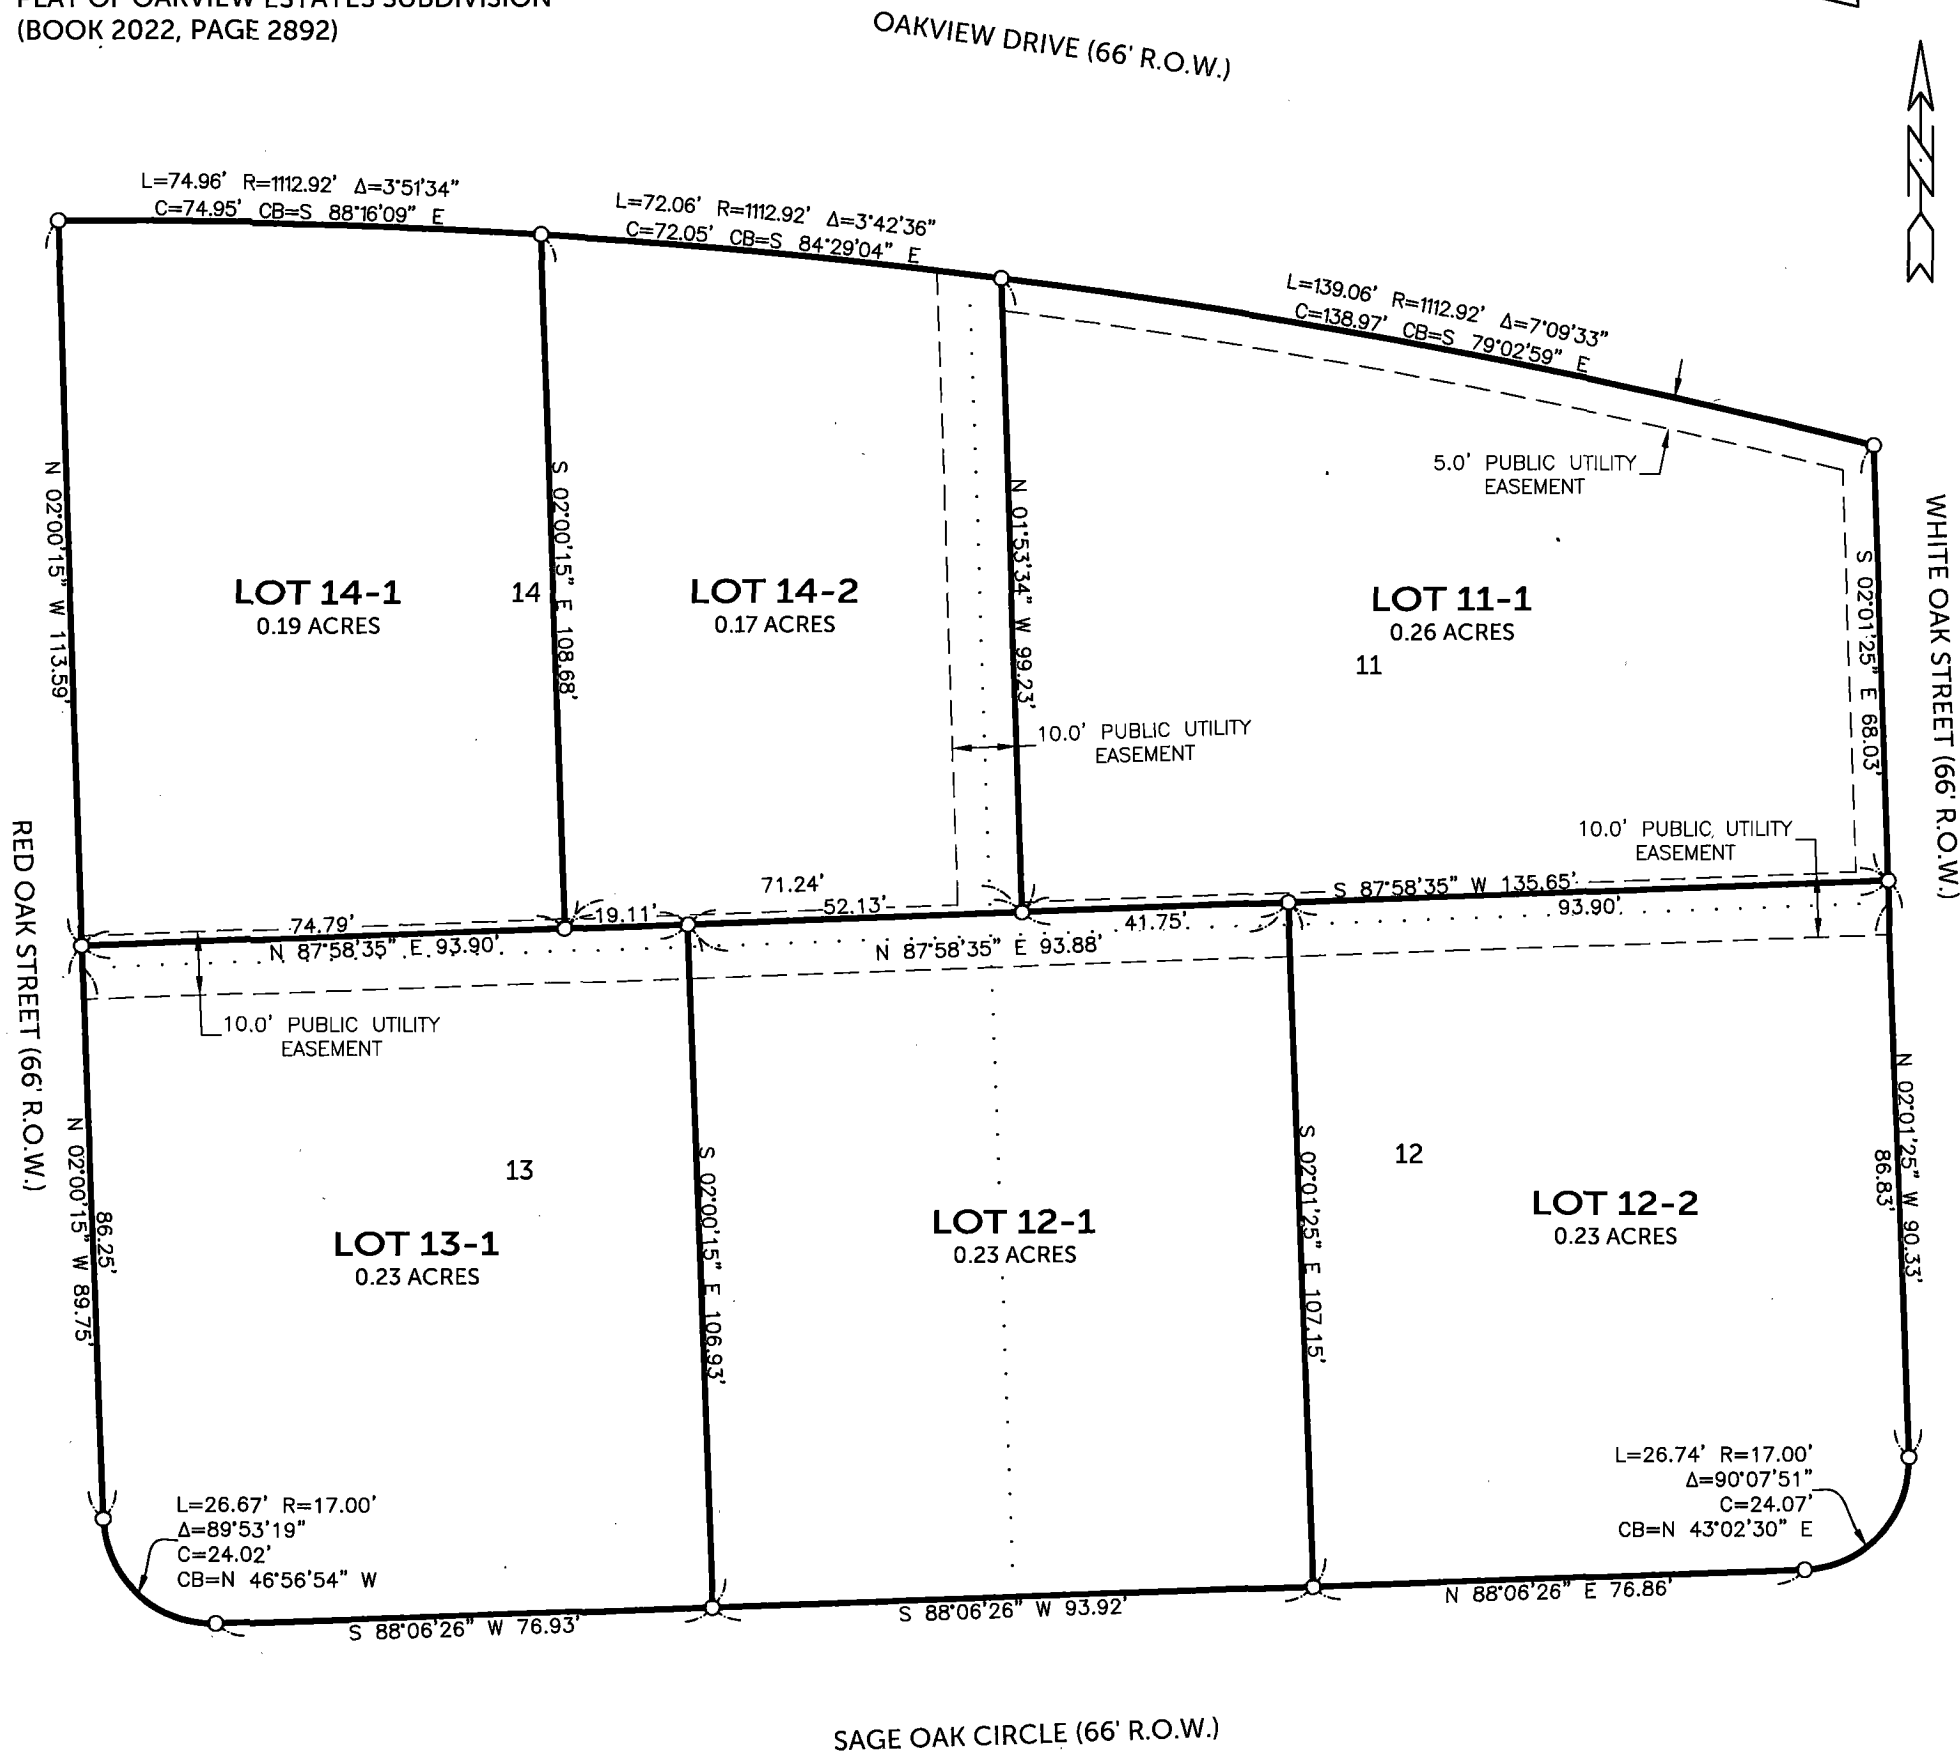 (BOOK 2022, PAGE 2892)
OAKVIEW DRIVE (66' R.O.W.)
N
L=74.96' R=1112.92' Δ=3°51'34"
C=74.95' CB=S 88°16'09" E
L=72.06' R=1112.92' Δ=3°42'36"
C=72.05' CB=S 84°29'04" E
L=139.06' R=1112.92' Δ=7°09'33"
C=138.97' CB=S 79°02'59" E
5.0' PUBLIC UTILITY
EASEMENT
N 02°00'15" W 113.59'
S 02°00'15" E 108.68'
N 01°53'34" W 99.23'
S 02°01'25" E 68.03'
WHITE OAK STREET (66' R.O.W.)
LOT 14-1
0.19 ACRES
14
LOT 14-2
0.17 ACRES
LOT 11-1
0.26 ACRES
11
10.0' PUBLIC UTILITY
EASEMENT
10.0' PUBLIC UTILITY
EASEMENT
RED OAK STREET (66' R.O.W.)
71.24'
74.79'
19.11'
52.13'
S 87°58'35" W 135.65'
41.75'
93.90'
N 87°58'35" E 93.90'
N 87°58'35" E 93.88'
10.0' PUBLIC UTILITY
EASEMENT
N 02°00'15" W 89.75'
86.25'
S 02°00'15" E 106.93'
S 02°01'25" E 107.15'
86.83'
N 02°01'25" W 90.33'
13
LOT 13-1
0.23 ACRES
LOT 12-1
0.23 ACRES
12
LOT 12-2
0.23 ACRES
L=26.67' R=17.00'
Δ=89°53'19"
C=24.02'
CB=N 46°56'54" W
L=26.74' R=17.00'
Δ=90°07'51"
C=24.07'
CB=N 43°02'30" E
S 88°06'26" W 76.93'
S 88°06'26" W 93.92'
N 88°06'26" E 76.86'
SAGE OAK CIRCLE (66' R.O.W.)